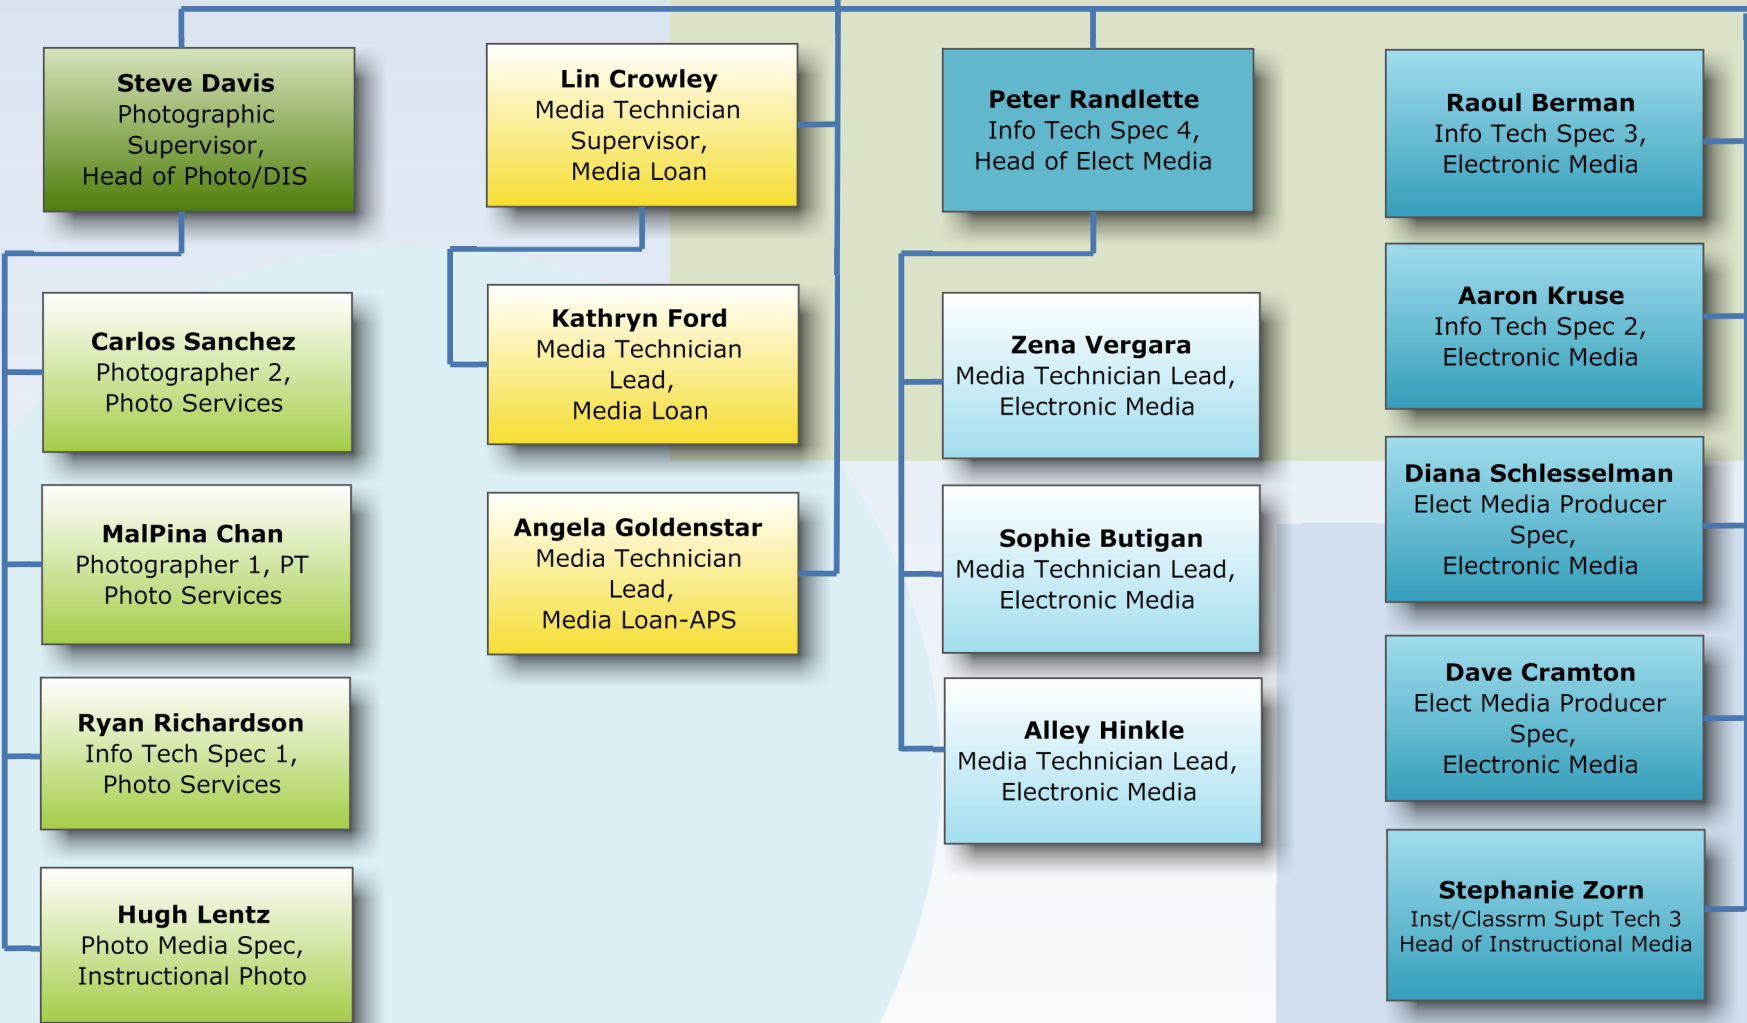 Steve Davis
Photographic
Supervisor,
Head of Photo/DIS
Lin Crowley
Media Technician
Supervisor,
Media Loan
Peter Randlette
Info Tech Spec 4,
Head of Elect Media
Raoul Berman
Info Tech Spec 3,
Electronic Media
Carlos Sanchez
Photographer 2,
Photo Services
Kathryn Ford
Media Technician
Lead,
Media Loan
Zena Vergara
Media Technician Lead,
Electronic Media
Aaron Kruse
Info Tech Spec 2,
Electronic Media
MalPina Chan
Photographer 1, PT
Photo Services
Angela Goldenstar
Media Technician
Lead,
Media Loan-APS
Sophie Butigan
Media Technician Lead,
Electronic Media
Diana Schlesselman
Elect Media Producer
Spec,
Electronic Media
Ryan Richardson
Info Tech Spec 1,
Photo Services
Alley Hinkle
Media Technician Lead,
Electronic Media
Dave Cramton
Elect Media Producer
Spec,
Electronic Media
Hugh Lentz
Photo Media Spec,
Instructional Photo
Stephanie Zorn
Inst/Classrm Supt Tech 3
Head of Instructional Media